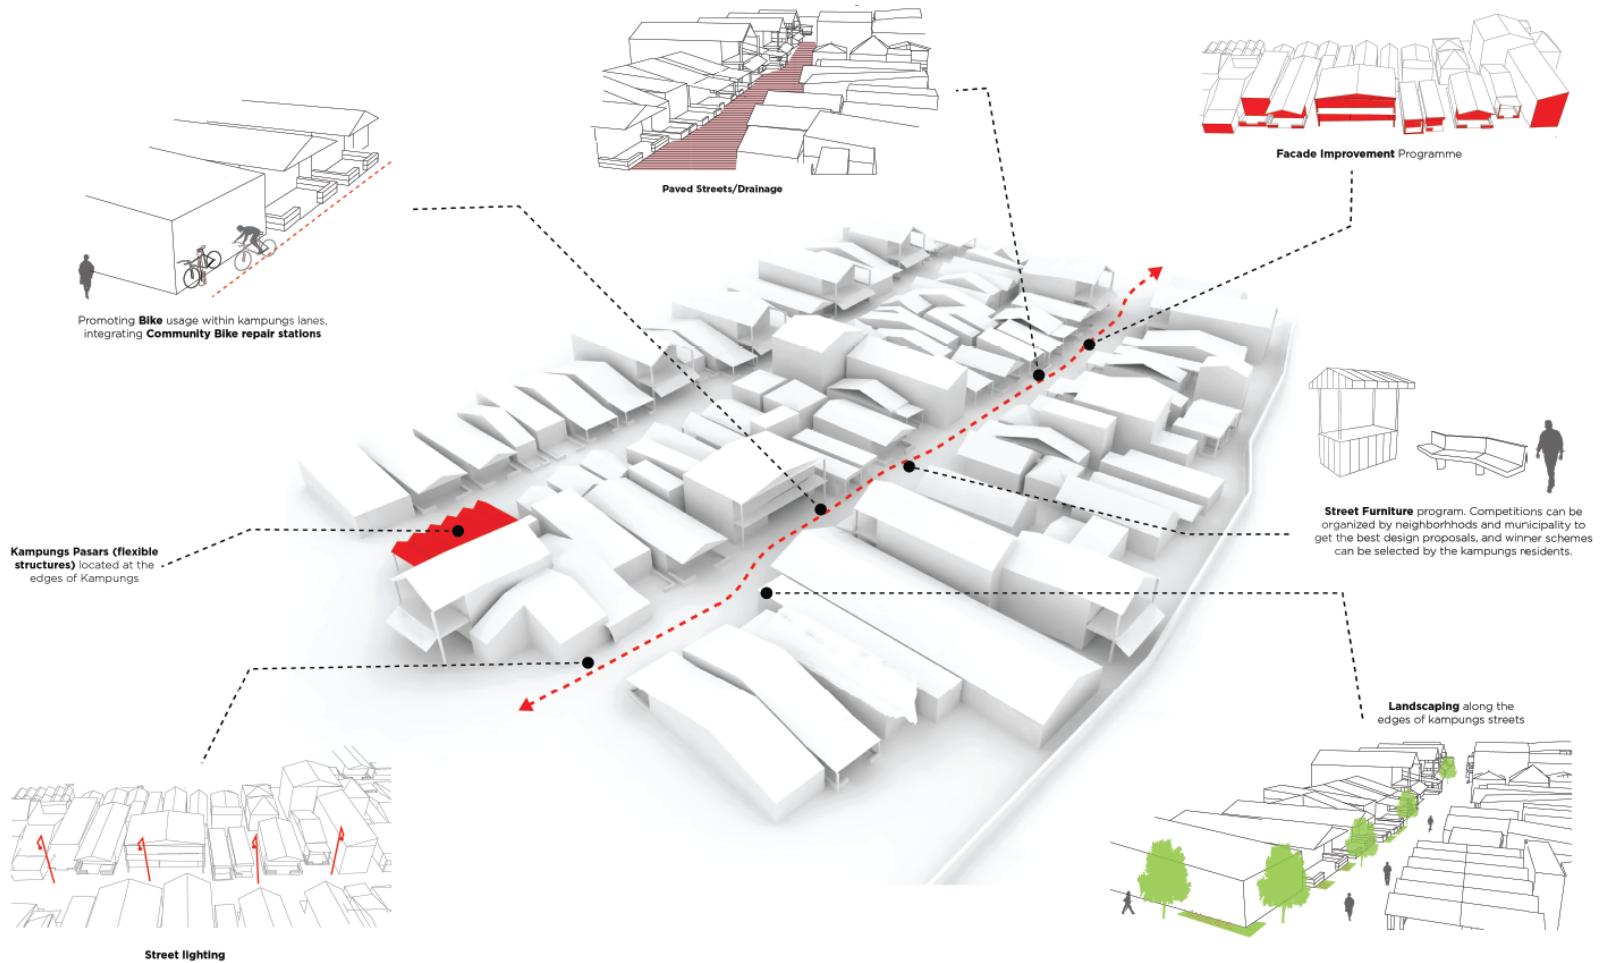 Paved Streets/Drainage
Facade Improvement Programme
Promoting Bike usage within kampungs lanes,
integrating Community Bike repair stations
Street Furniture program. Competitions can be
organized by neighborhhods and municipality to
get the best design proposals, and winner schemes
can be selected by the kampungs residents.
Kampungs Pasars (flexible
structures) located at the
edges of Kampungs
Landscaping along the
edges of kampungs streets
Street lighting